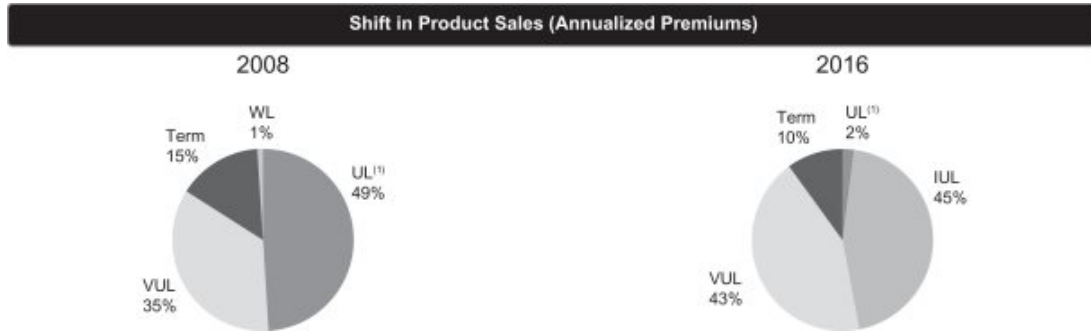 Shift in Product Sales (Annualized Premiums)
2008
WL
1%
Term
15%
UL(1)
49%
VUL
35%
2016
Term
10%
UL(1)
2%
IUL
45%
VUL
43%